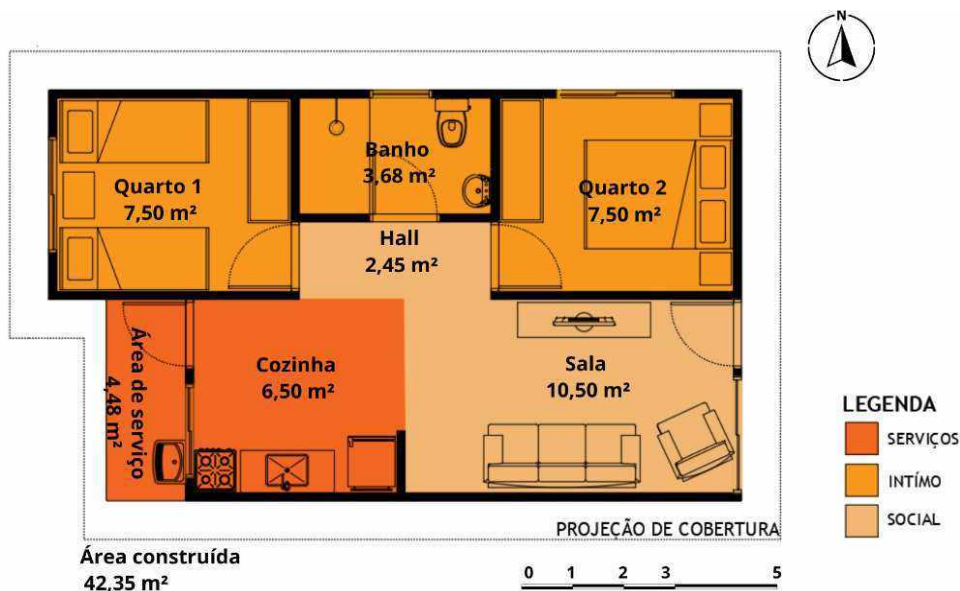 N
Quarto 1
7,50 m²
Banho
3,68 m²
Quarto 2
7,50 m²
Hall
2,45 m²
Área de serviço
4,48 m²
Cozinha
6,50 m²
Sala
10,50 m²
LEGENDA
SERVIÇOS
INTÍMO
SOCIAL
PROJEÇÃO DE COBERTURA
Área construída
42,35 m²
0 1 2 3 5